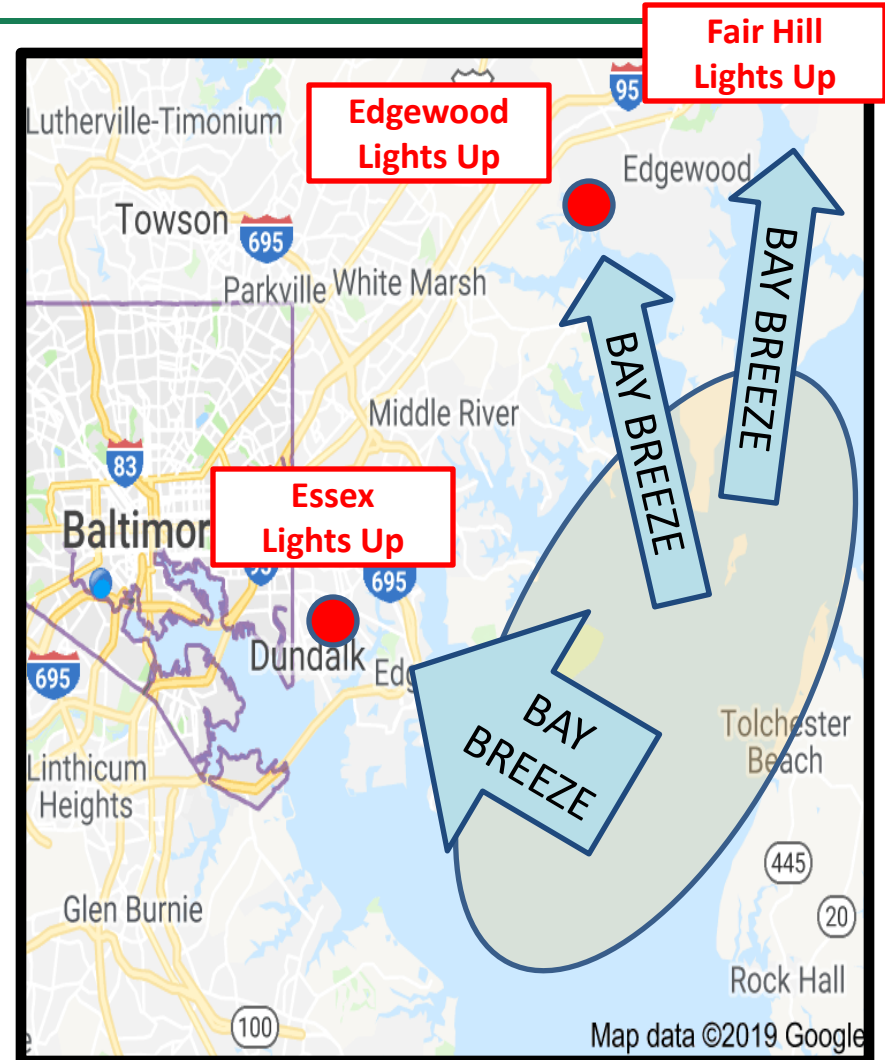 Fair Hill
Lights Up
95
Edgewood
Lights Up
Lutherville-Timonium
Edgewood
Towson
695
Parkville
White Marsh
BAY BREEZE
BAY BREEZE
Middle River
83
Essex
Lights Up
Baltimor
695
Dundalk
695
BAY
BREEZE
Tolchester
Beach
Linthicum
Heights
445
Glen Burnie
20
Rock Hall
100
Map data ©2019 Google